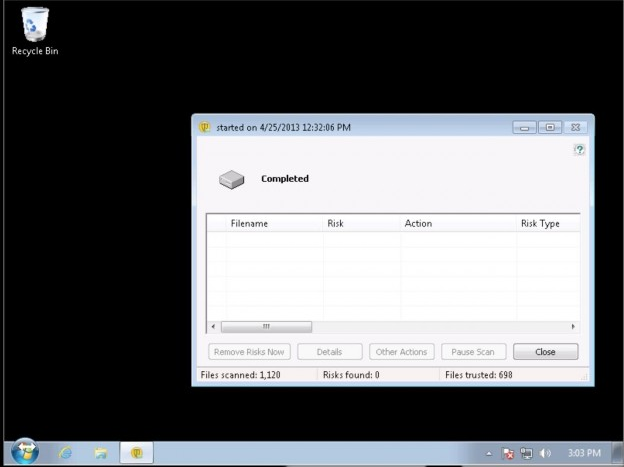 Recycle Bin
started on 4/25/2013 12:32:06 PM
Completed
Filename Risk Action Risk Type
Remove Risks Now Details Other Actions Pause Scan Close
Files scanned: 1,120 Risks found: 0 Files trusted: 698
3:03 PM